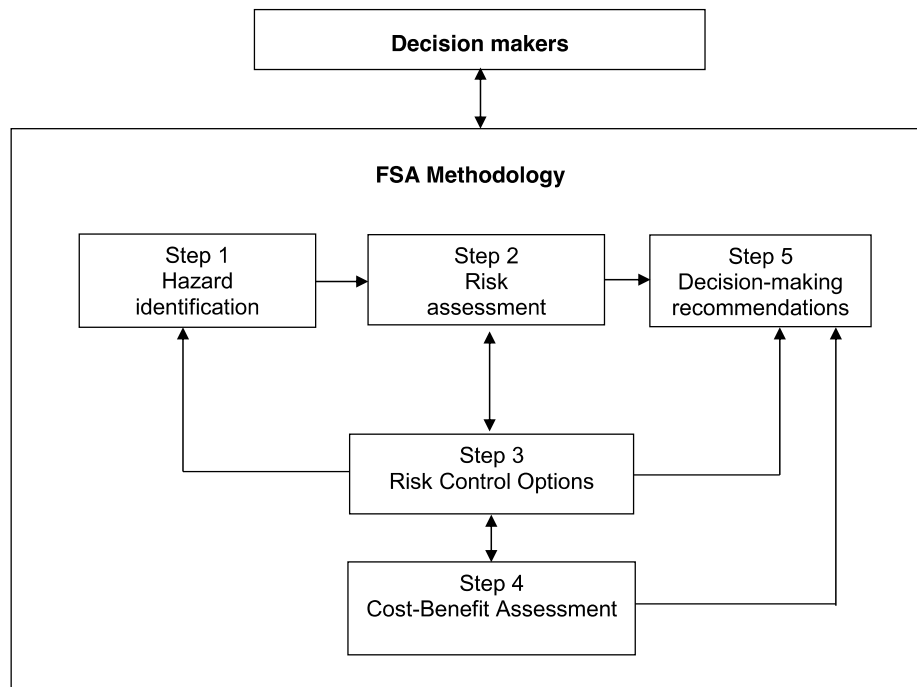 Decision makers
FSA Methodology
Step 1
Hazard
identification
Step 2
Risk
assessment
Step 5
Decision-making
recommendations
Step 3
Risk Control Options
Step 4
Cost-Benefit Assessment